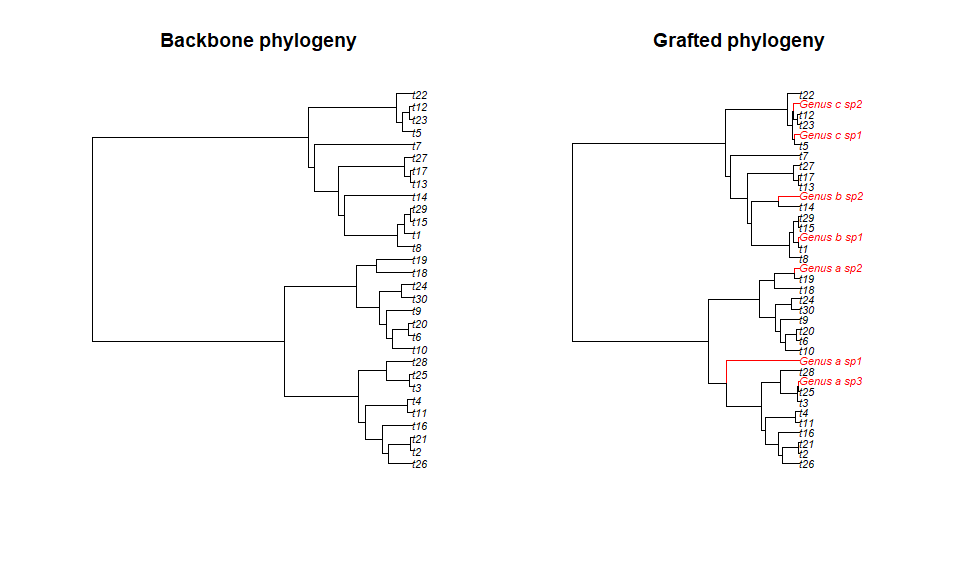 Backbone phylogeny
t22
t12
t23
t5
t7
t27
t17
t13
t14
t29
t15
t1
t8
t19
t18
t24
t30
t9
t20
t6
t10
t28
t25
t3
t4
t11
t16
t21
t2
t26
Grafted phylogeny
t22
Genus c sp2
t12
t23
Genus c sp1
t5
t7
t27
t17
t13
Genus b sp2
t14
t29
t15
Genus b sp1
t1
t8
Genus a sp2
t19
t18
t24
t30
t9
t20
t6
t10
Genus a sp1
t28
Genus a sp3
t25
t3
t4
t11
t16
t21
t2
t26